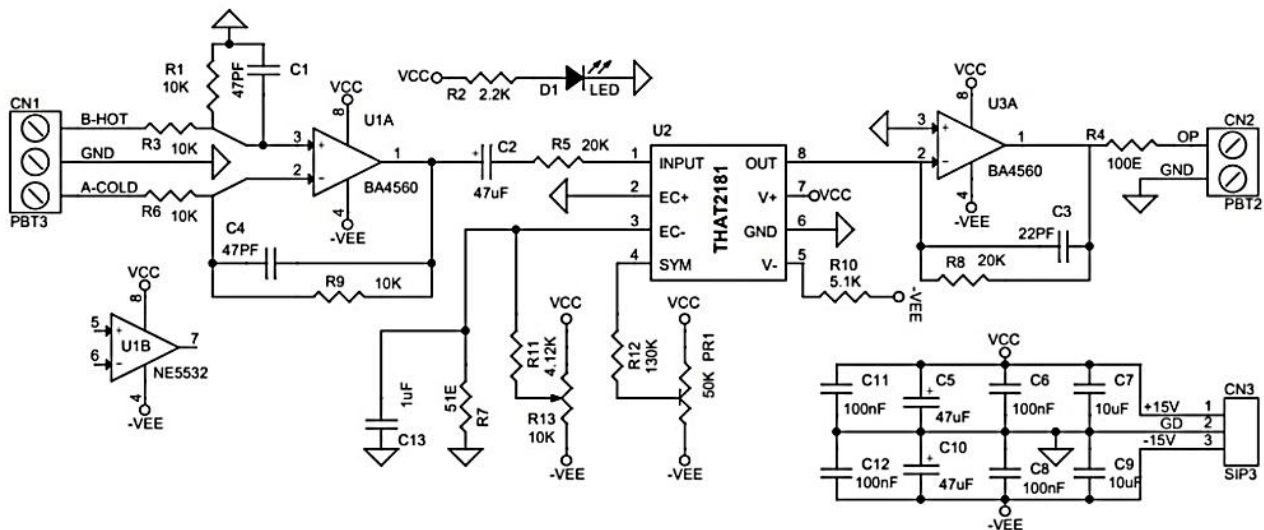 CN1
B-HOT
GND
A-COLD
PBT3
R1
10K
47PF
C1
R3
10K
R6
10K
VCC
8
3
+
2
−
U1A
1
BA4560
4
-VEE
C4
47PF
R9
10K
VCC
R2
2.2K
D1
LED
+
C2
47uF
R5
20K
U2
1
INPUT
2
EC+
3
EC-
4
SYM
THAT2181
OUT
8
V+
7
VCC
GND
6
V-
5
R10
5.1K
-VEE
VCC
8
U3A
3
+
2
−
1
BA4560
4
-VEE
C3
22PF
R8
20K
R4
100E
OP
GND
CN2
PBT2
VCC
8
5
+
6
−
U1B
7
NE5532
4
-VEE
1uF
C13
51E
R7
R11
4.12K
VCC
R13
10K
-VEE
R12
130K
VCC
50K PR1
-VEE
VCC
C11
100nF
C5
+
47uF
C6
100nF
C7
10uF
C12
100nF
C10
+
47uF
C8
100nF
C9
10uF
-VEE
+15V
1
GD
2
-15V
3
CN3
SIP3